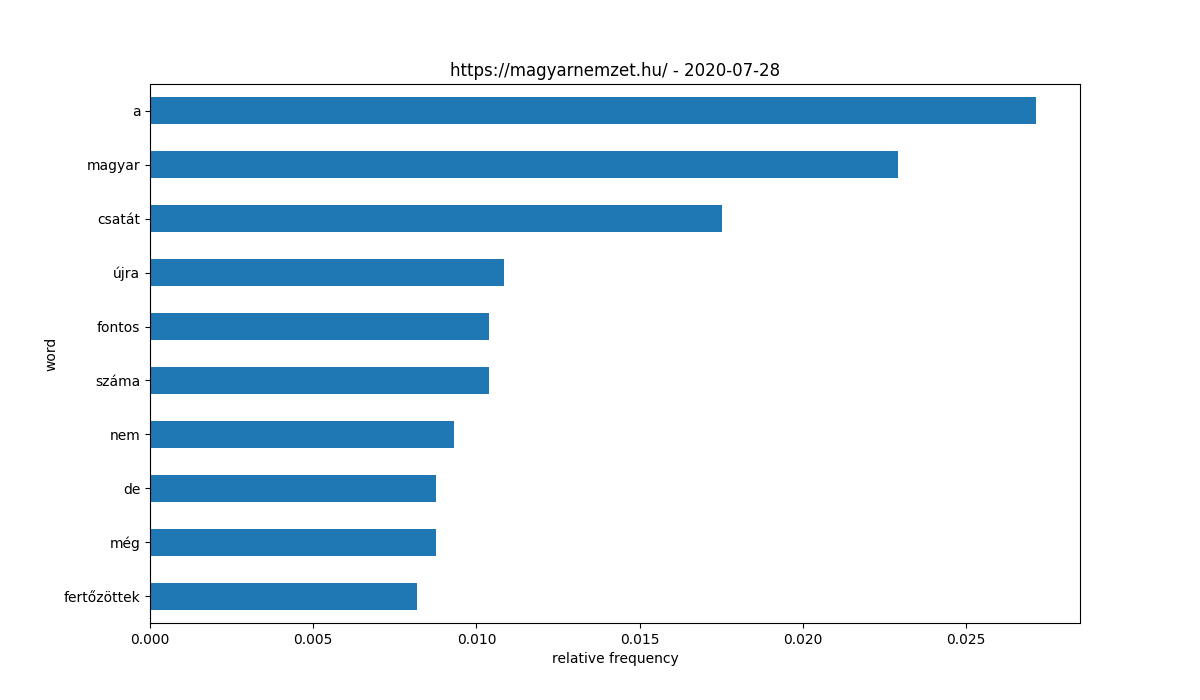 https://magyarnemzet.hu/ - 2020-07-28
a
magyar
csatát
újra
fontos
száma
nem
de
még
fertőzöttek
word
0.000 0.005 0.010 0.015 0.020 0.025
relative frequency